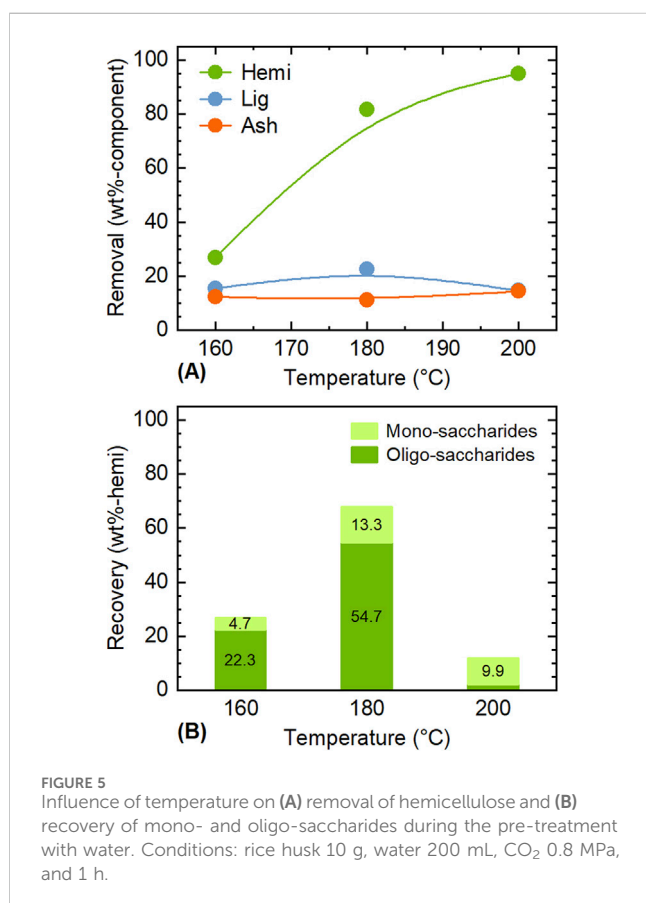 100
80
60
40
20
0
Removal (wt%-component)
Hemi
Lig
Ash
160
170
180
190
200
(A)
Temperature (°C)
100
80
60
40
20
0
Recovery (wt%-hemi)
Mono-saccharides
Oligo-saccharides
4.7
22.3
13.3
54.7
9.9
160
180
200
(B)
Temperature (°C)
FIGURE 5
Influence of temperature on (A) removal of hemicellulose and (B)
recovery of mono- and oligo-saccharides during the pre-treatment
with water. Conditions: rice husk 10 g, water 200 mL, CO₂ 0.8 MPa,
and 1 h.